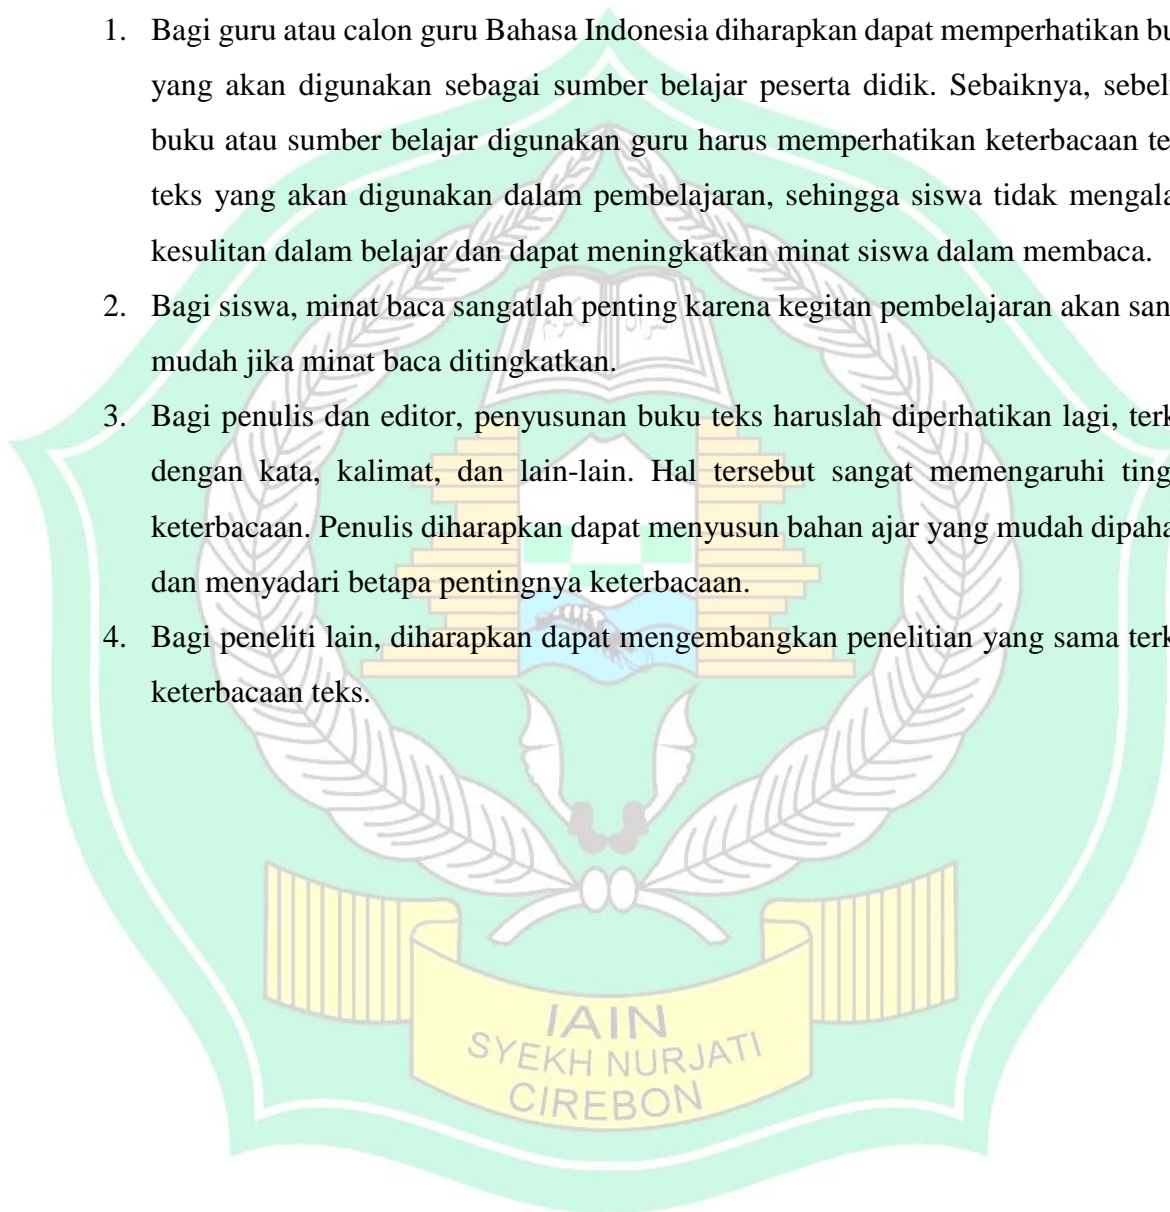 1. Bagi guru atau calon guru Bahasa Indonesia diharapkan dapat memperhatikan bu
yang akan digunakan sebagai sumber belajar peserta didik. Sebaiknya, sebel
buku atau sumber belajar digunakan guru harus memperhatikan keterbacaan te
teks yang akan digunakan dalam pembelajaran, sehingga siswa tidak mengala
kesulitan dalam belajar dan dapat meningkatkan minat siswa dalam membaca.
2. Bagi siswa, minat baca sangatlah penting karena kegitan pembelajaran akan san
mudah jika minat baca ditingkatkan.
3. Bagi penulis dan editor, penyusunan buku teks haruslah diperhatikan lagi, terk
dengan kata, kalimat, dan lain-lain. Hal tersebut sangat memengaruhi ting
keterbacaan. Penulis diharapkan dapat menyusun bahan ajar yang mudah dipaha
dan menyadari betapa pentingnya keterbacaan.
4. Bagi peneliti lain, diharapkan dapat mengembangkan penelitian yang sama terk
keterbacaan teks.
IAIN
SYEKH NURJATI
CIREBON